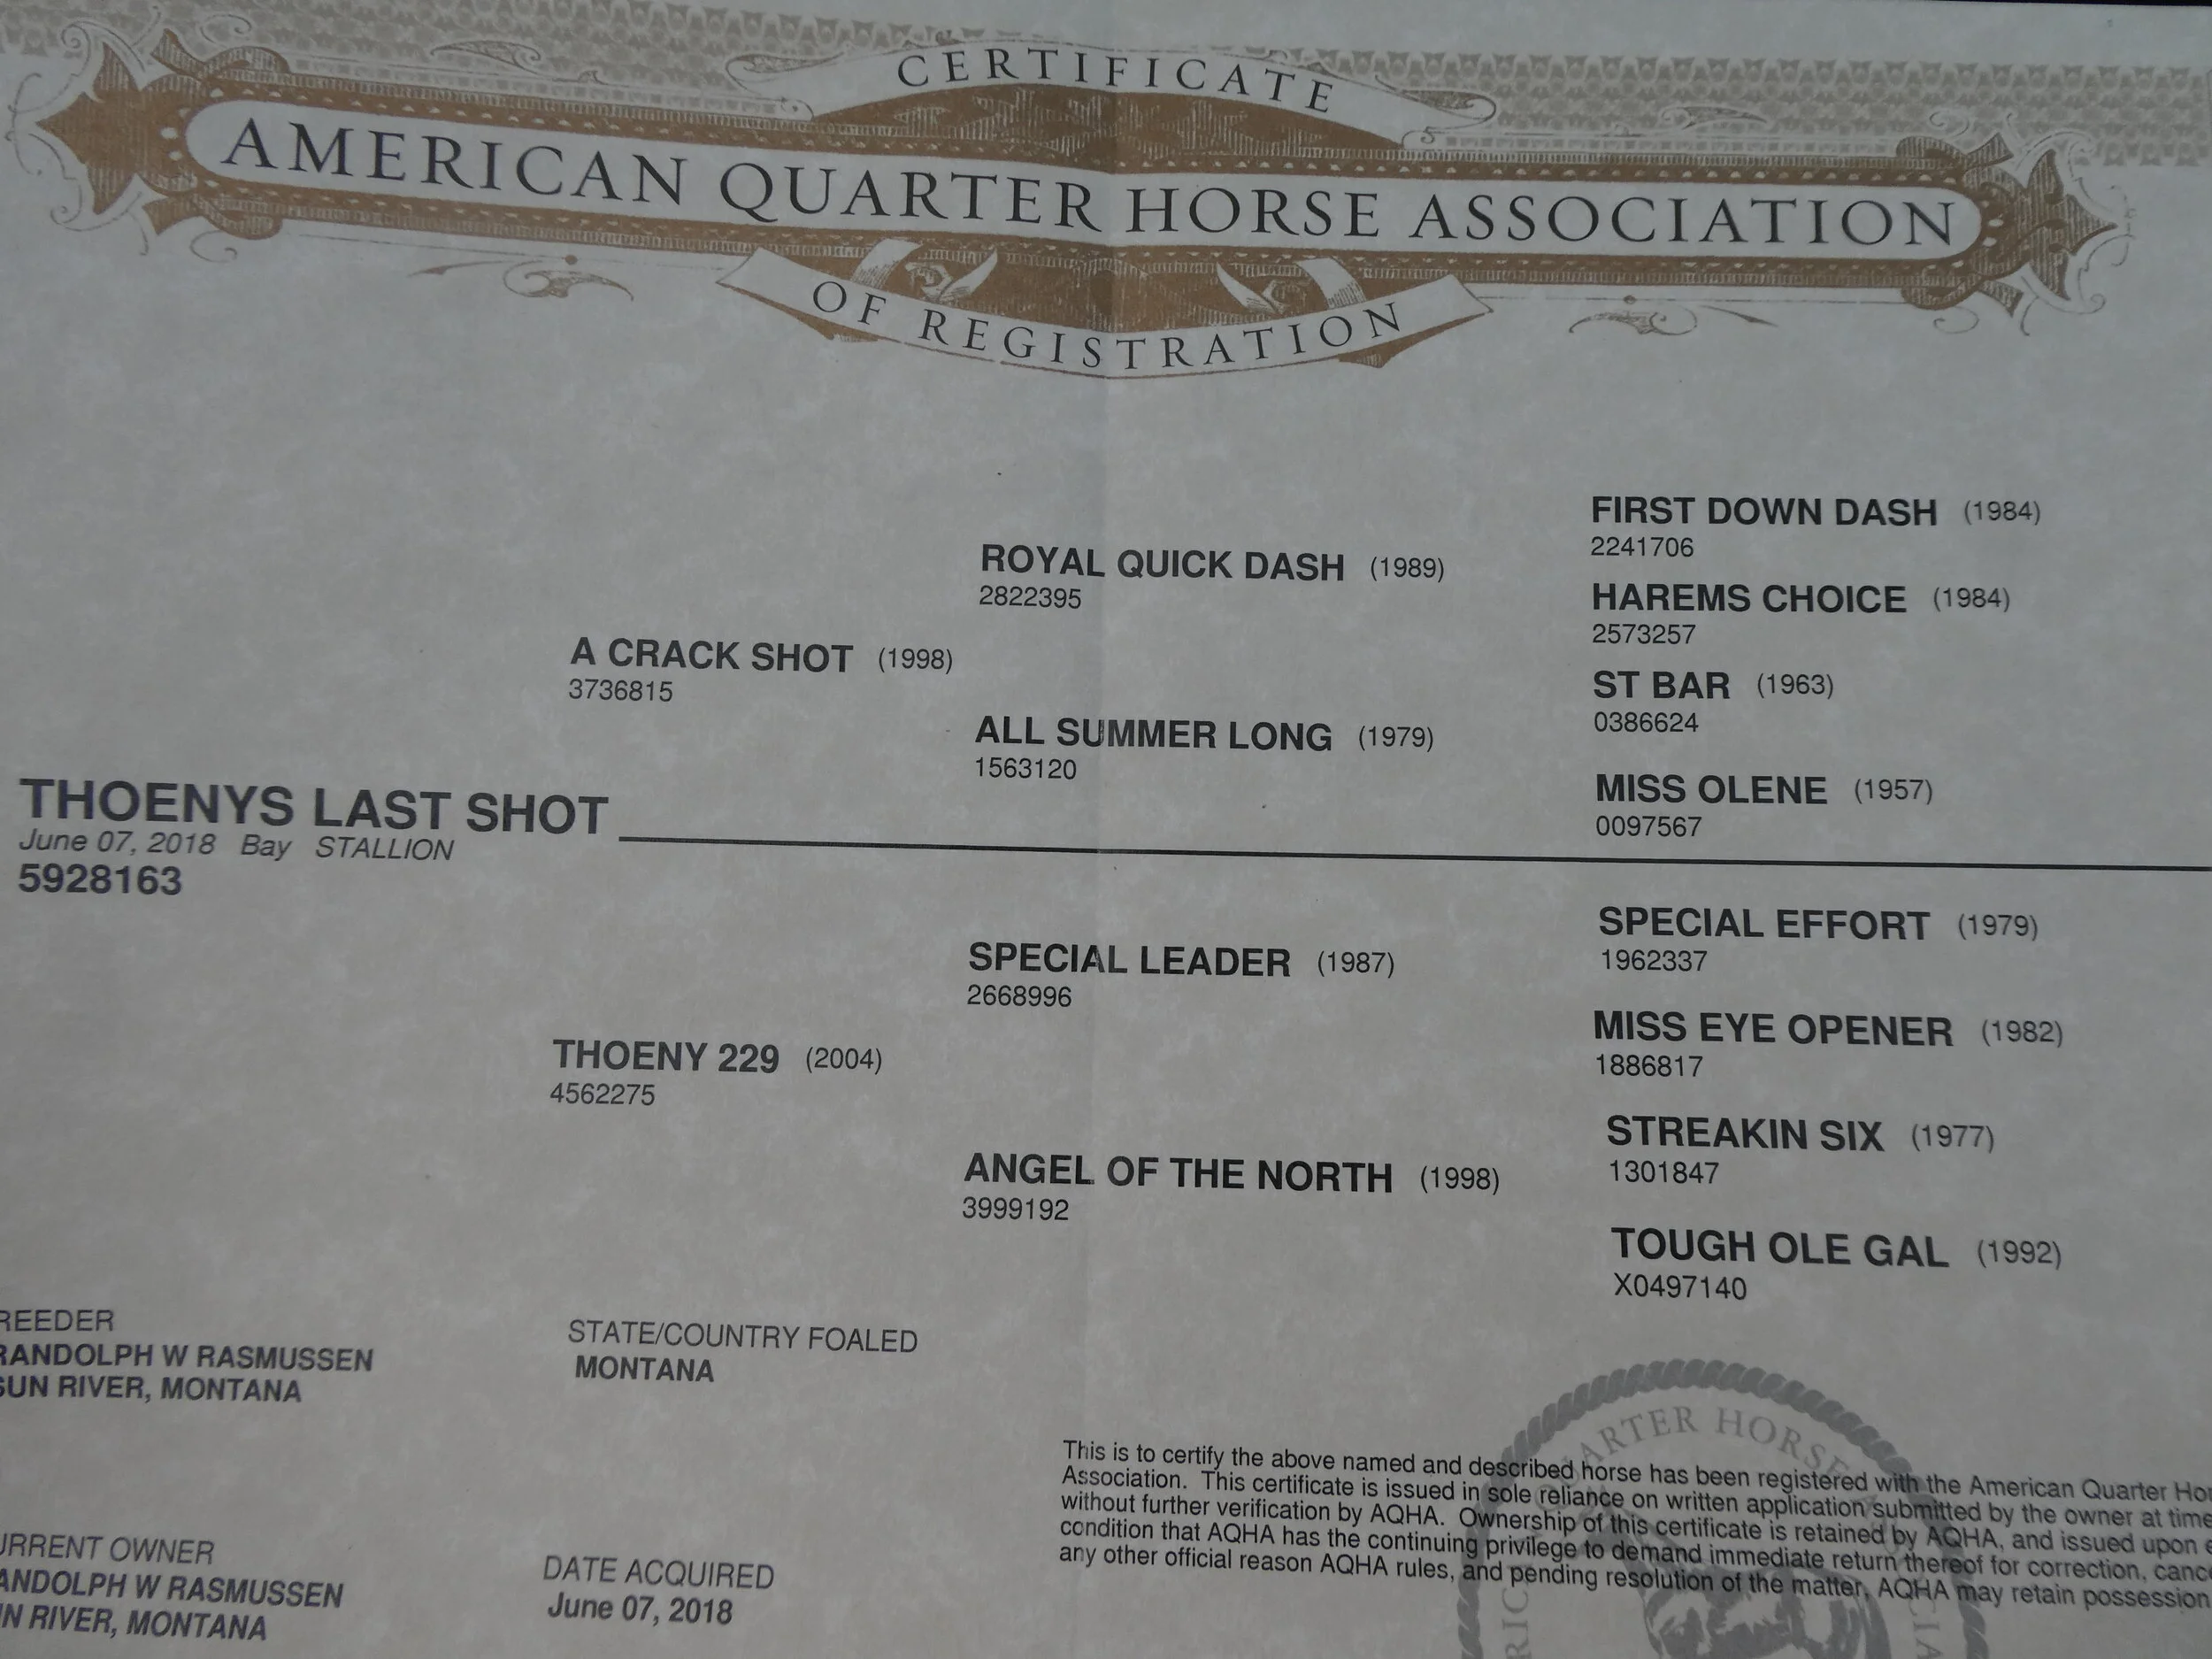 CERTIFICATE
AMERICAN QUARTER HORSE ASSOCIATION
OF REGISTRATION
FIRST DOWN DASH (1984)
2241706
ROYAL QUICK DASH (1989)
2822395
HAREMS CHOICE (1984)
2573257
A CRACK SHOT (1998)
3736815
ST BAR (1963)
0386624
ALL SUMMER LONG (1979)
1563120
MISS OLENE (1957)
0097567
THOENYS LAST SHOT
June 07, 2018 Bay STALLION
5928163
SPECIAL EFFORT (1979)
1962337
SPECIAL LEADER (1987)
2668996
MISS EYE OPENER (1982)
1886817
THOENY 229 (2004)
4562275
STREAKIN SIX (1977)
1301847
ANGEL OF THE NORTH (1998)
3999192
TOUGH OLE GAL (1992)
X0497140
REEDER
RANDOLPH W RASMUSSEN
SUN RIVER, MONTANA
STATE/COUNTRY FOALED
MONTANA
URRENT OWNER
ANDOLPH W RASMUSSEN
N RIVER, MONTANA
DATE ACQUIRED
June 07, 2018
This is to certify the above named and described horse has been registered with the American Quarter Hor
Association. This certificate is issued in sole reliance on written application submitted by the owner at time
without further verification by AQHA. Ownership of this certificate is retained by AQHA, and issued upon
condition that AQHA has the continuing privilege to demand immediate return thereof for correction, canc
any other official reason AQHA rules, and pending resolution of the matter, AQHA may retain possession
QUARTER HORSE